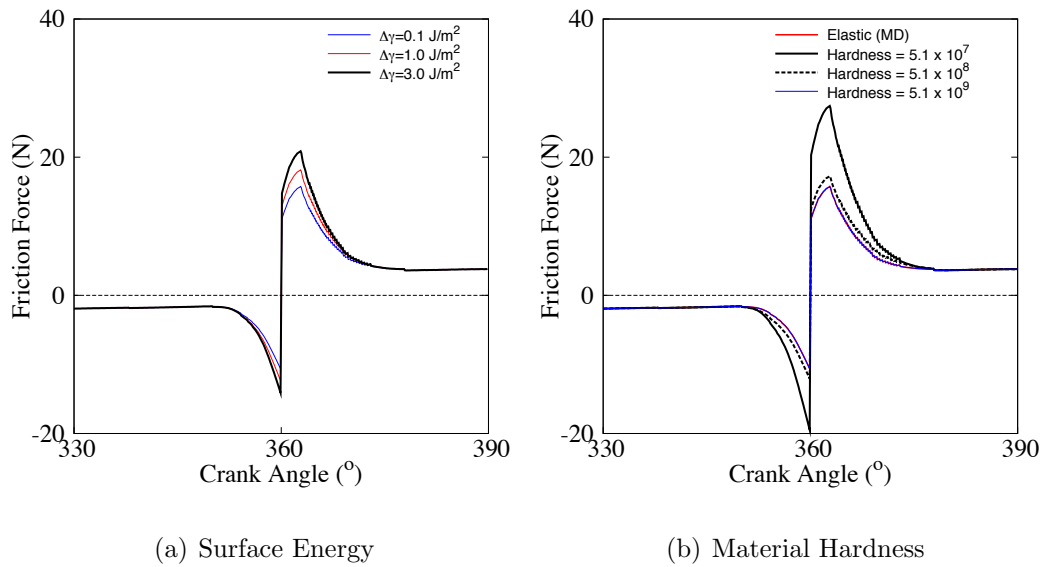 40
Δγ=0.1 J/m²
Δγ=1.0 J/m²
Δγ=3.0 J/m²
20
0
-20
330
360
390
Friction Force (N)
Crank Angle (°)
(a) Surface Energy
40
Elastic (MD)
Hardness = 5.1 x 10⁷
Hardness = 5.1 x 10⁸
Hardness = 5.1 x 10⁹
20
0
-20
330
360
390
Friction Force (N)
Crank Angle (°)
(b) Material Hardness